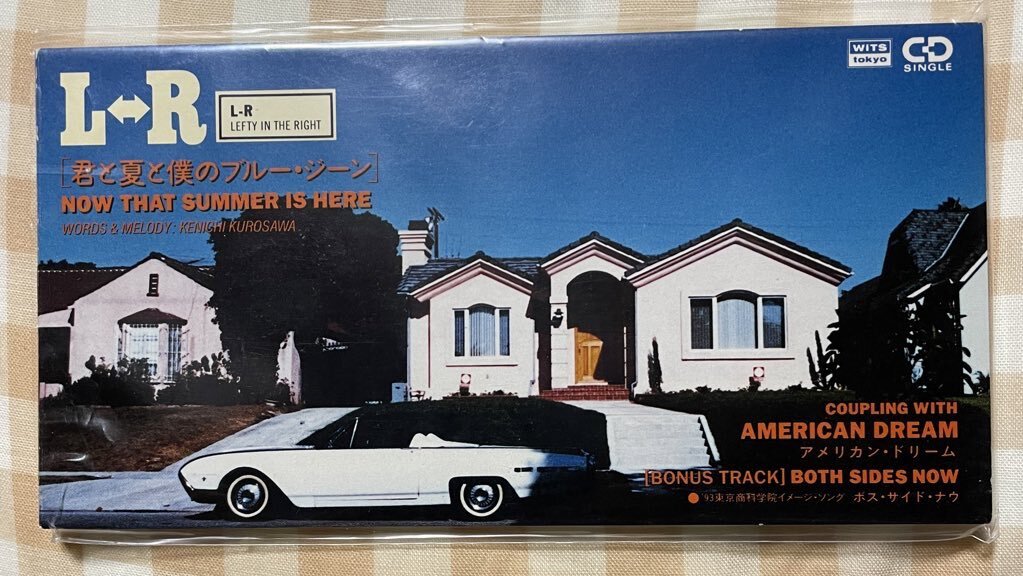 L↔R
L-R
LEFTY IN THE RIGHT
[君と夏と僕のブルー・ジーン]
NOW THAT SUMMER IS HERE
WORDS & MELODY: KENICHI KUROSAWA
WITS
tokyo
CD
SINGLE
COUPLING WITH
AMERICAN DREAM
アメリカン・ドリーム
[BONUS TRACK] BOTH SIDES NOW
●'93東京商科学院イメージ・ソング ボス・サイド・ナウ